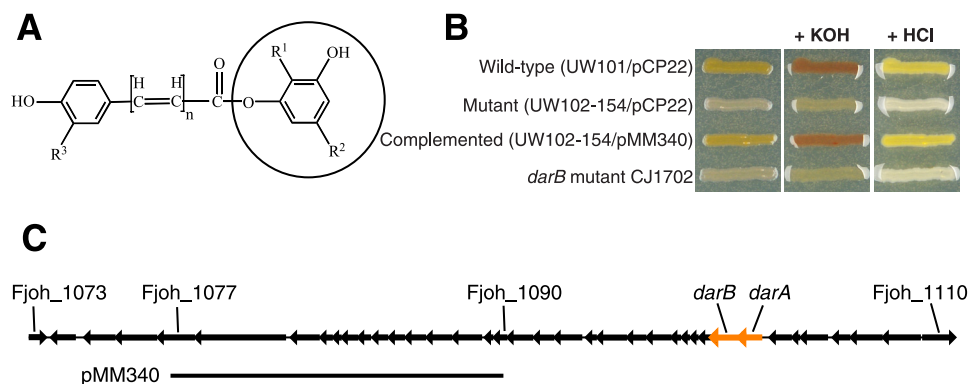 A
R¹
OH
O
H
H
HO
C
C
C
O
n
R³
R²
B
+ KOH
+ HCl
Wild-type (UW101/pCP22)
Mutant (UW102-154/pCP22)
Complemented (UW102-154/pMM340)
darB mutant CJ1702
C
Fjoh_1073
Fjoh_1077
Fjoh_1090
darB
darA
Fjoh_1110
pMM340